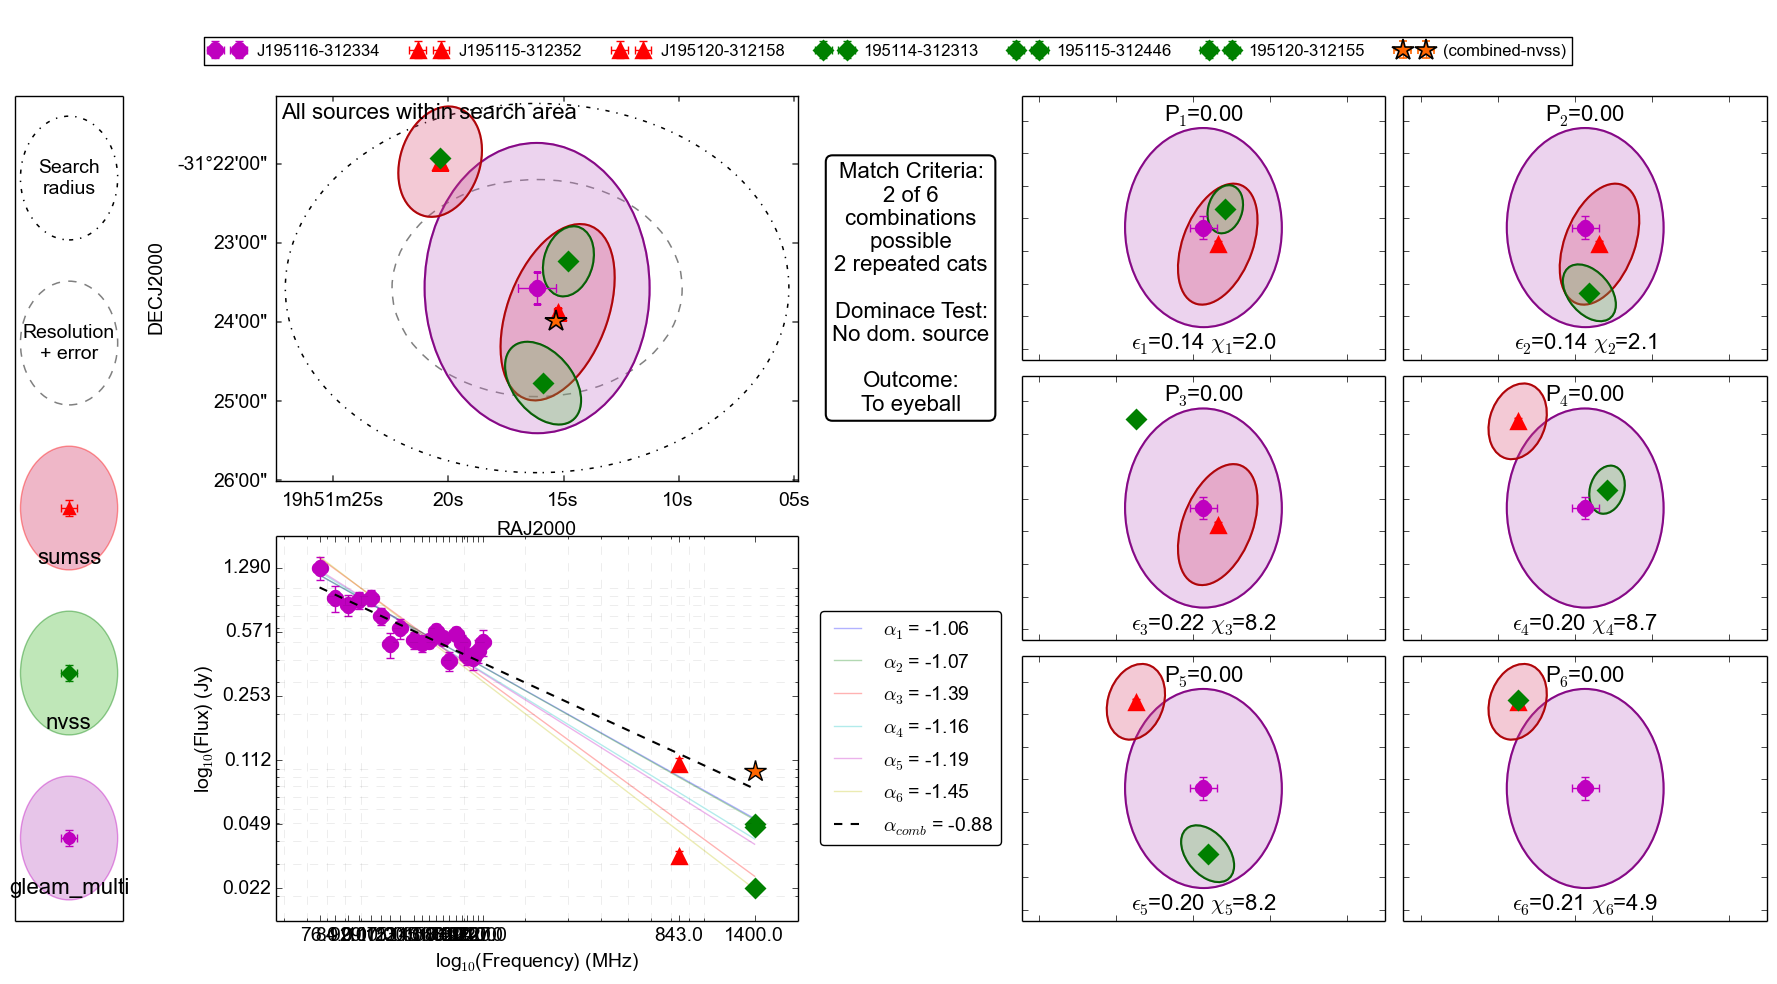 J195116-312334 J195115-312352 J195120-312158 195114-312313 195115-312446 195120-312155 (combined-nvss)
Search
radius
Resolution
+ error
sumss
nvss
gleam_multi
All sources within search area
-31°22'00"
23'00"
24'00"
25'00"
26'00"
DECJ2000
19h51m25s 20s 15s 10s 05s
RAJ2000
1.290
0.571
0.253
0.112
0.049
0.022
log10(Flux) (Jy)
843.0 1400.0
log10(Frequency) (MHz)
Match Criteria:
2 of 6
combinations
possible
2 repeated cats
Dominace Test:
No dom. source
Outcome:
To eyeball
α1 = -1.06
α2 = -1.07
α3 = -1.39
α4 = -1.16
α5 = -1.19
α6 = -1.45
αcomb = -0.88
P1=0.00
ϵ1=0.14 χ1=2.0
P2=0.00
ϵ2=0.14 χ2=2.1
P3=0.00
ϵ3=0.22 χ3=8.2
P4=0.00
ϵ4=0.20 χ4=8.7
P5=0.00
ϵ5=0.20 χ5=8.2
P6=0.00
ϵ6=0.21 χ6=4.9